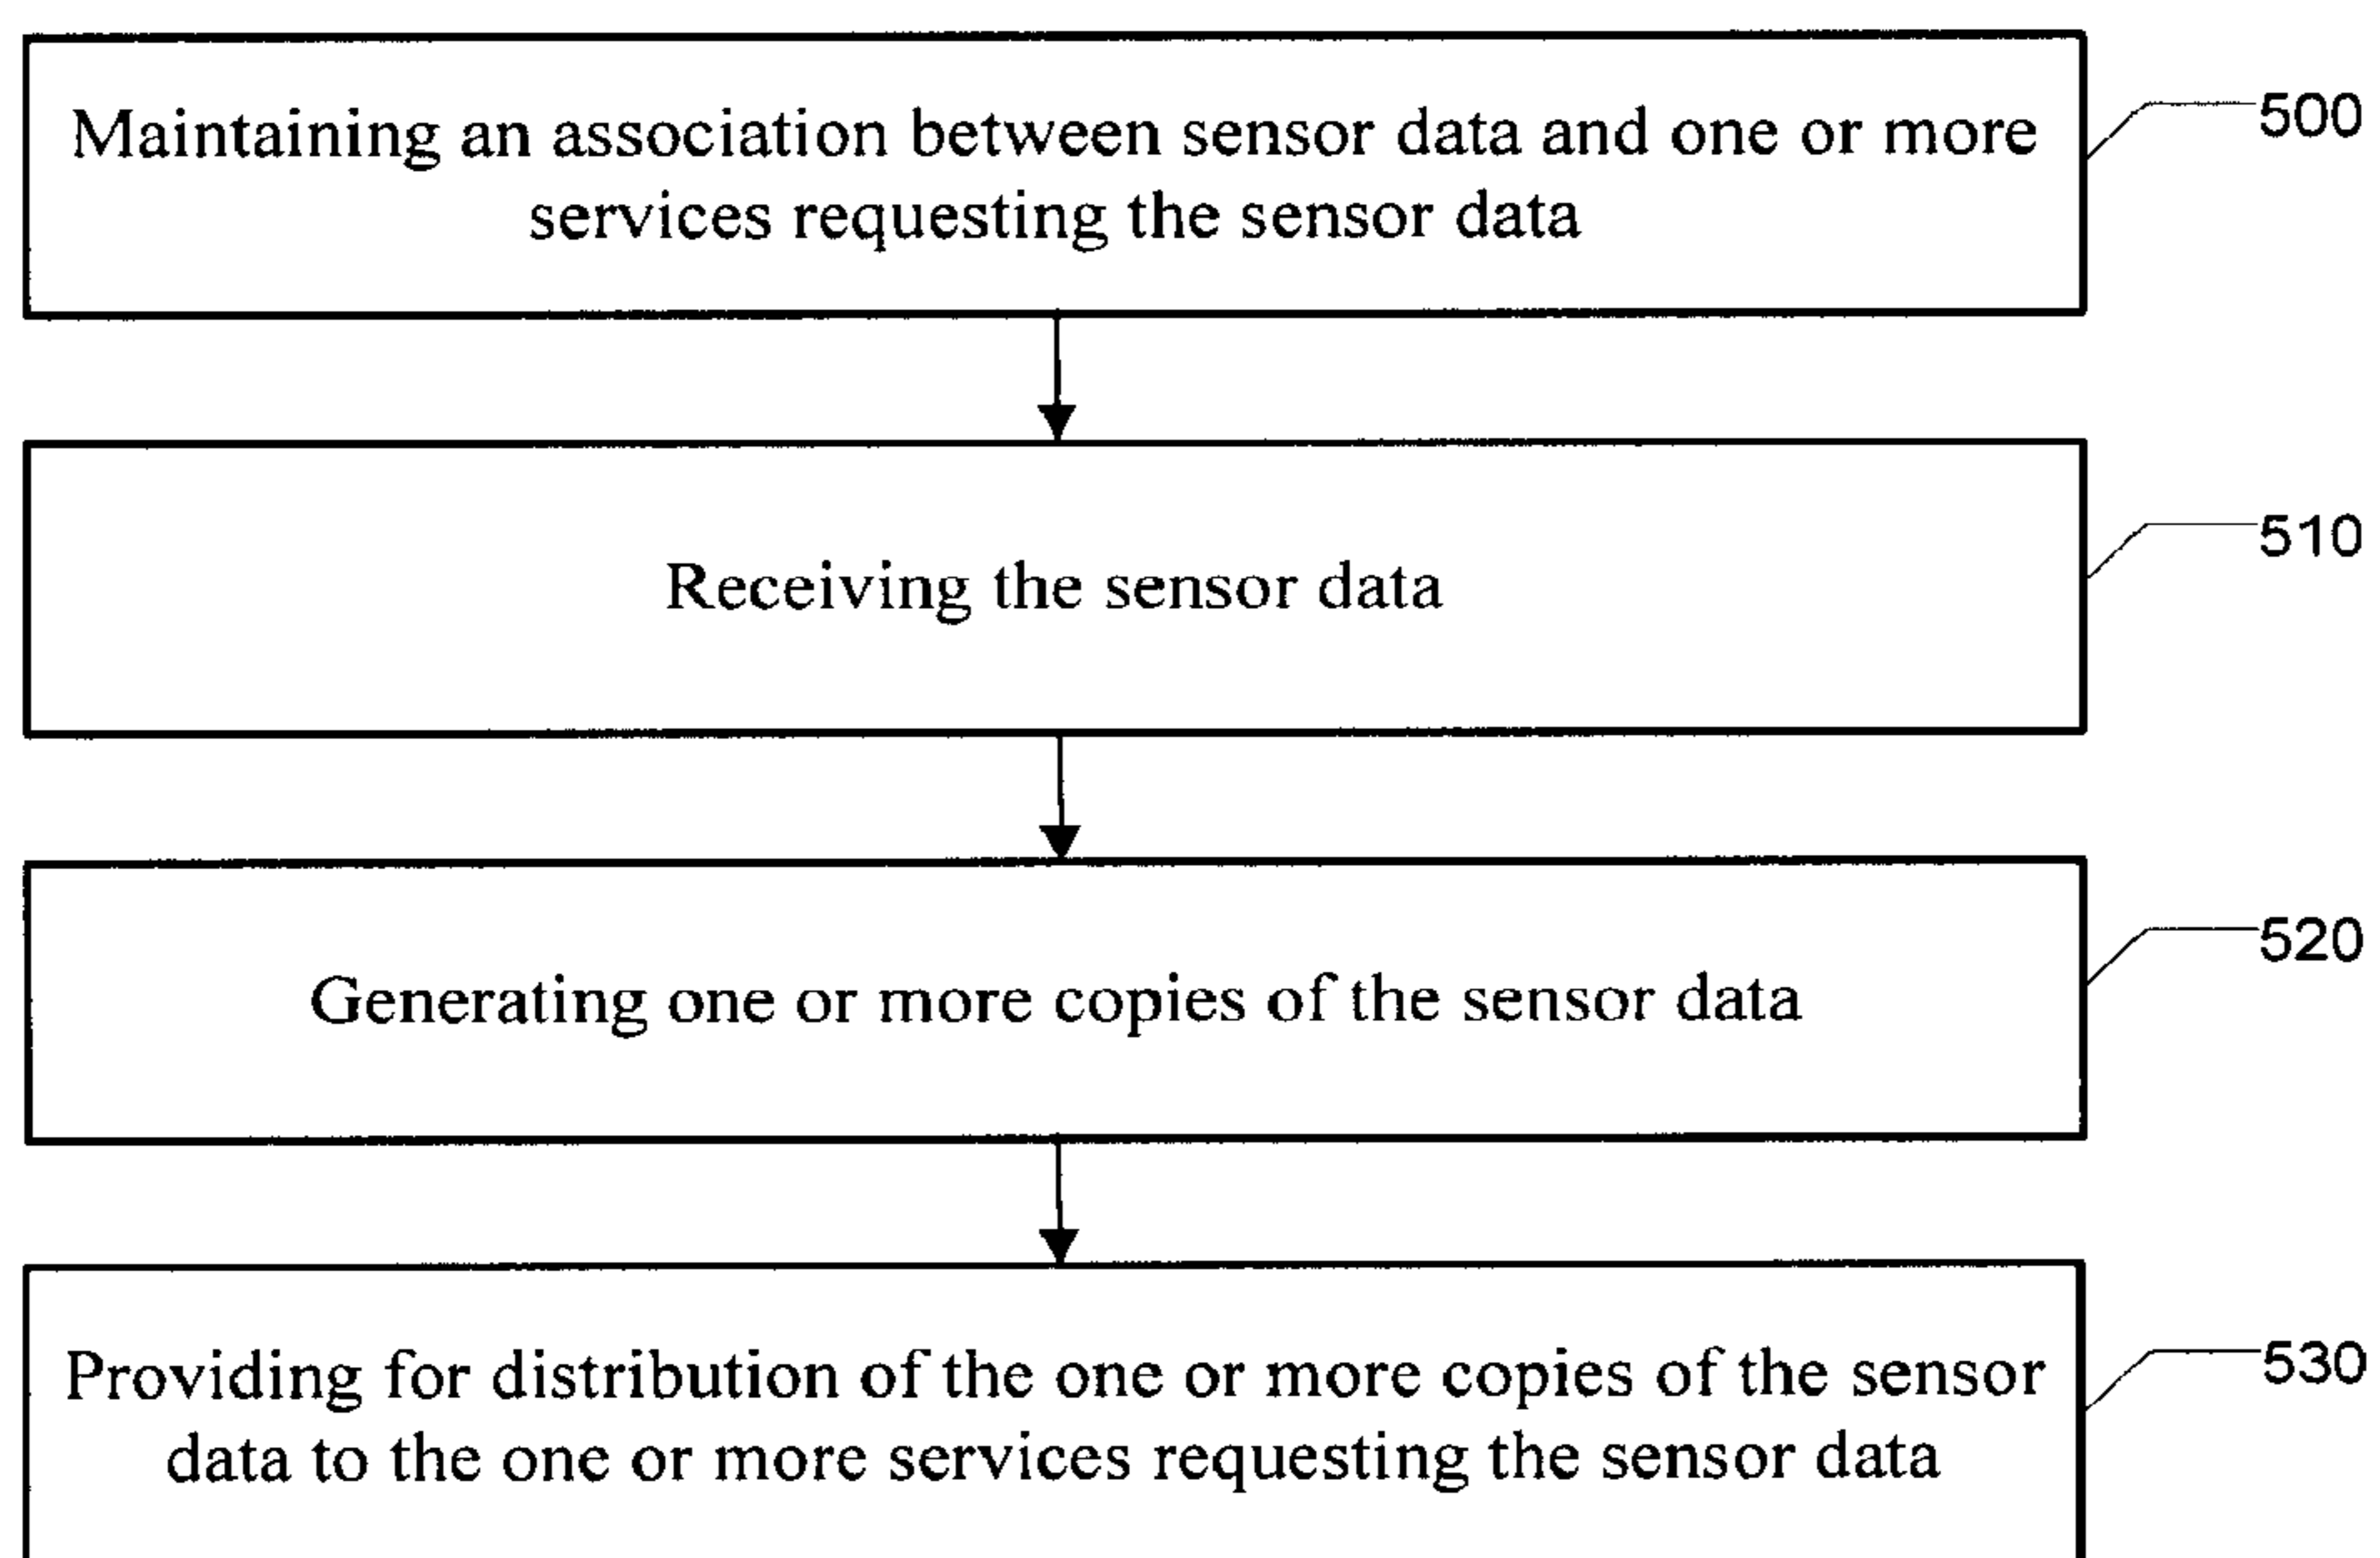 Maintaining an association between sensor data and one or more
services requesting the sensor data
500
Receiving the sensor data
510
Generating one or more copies of the sensor data
520
Providing for distribution of the one or more copies of the sensor
data to the one or more services requesting the sensor data
530